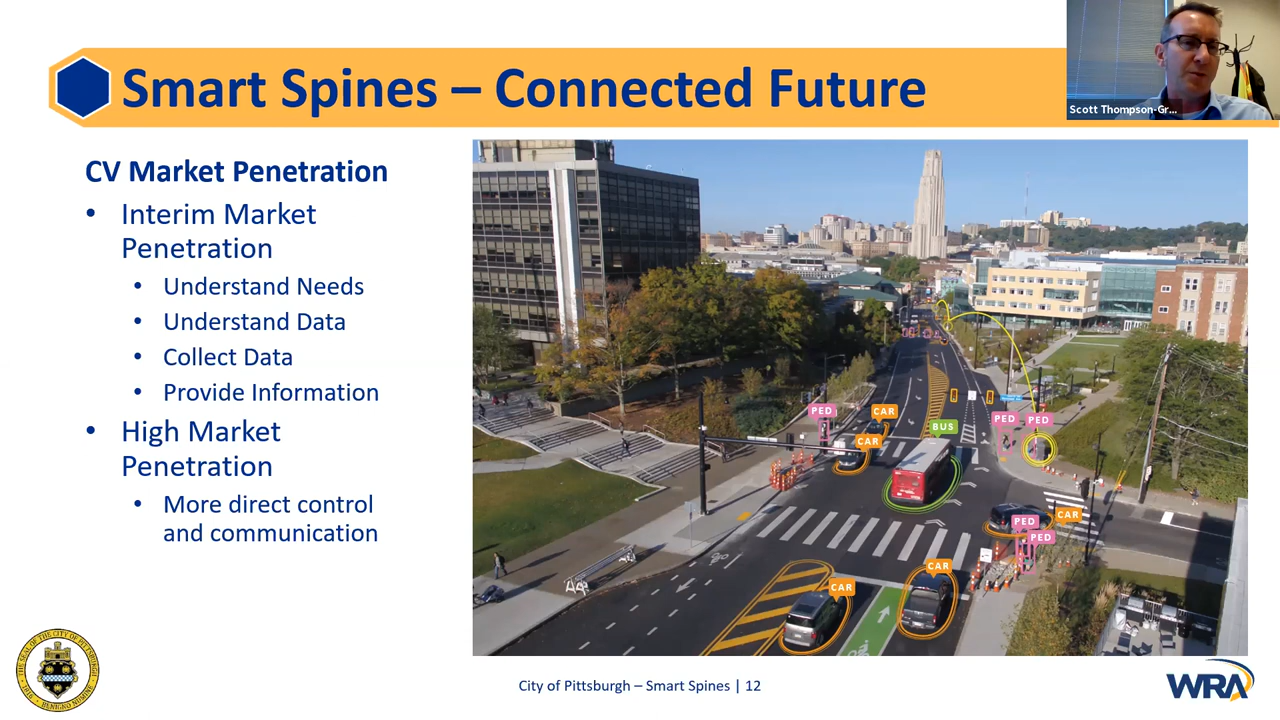 Smart Spines – Connected Future
Scott Thompson-Gr...
CV Market Penetration
• Interim Market
Penetration
• Understand Needs
• Understand Data
• Collect Data
• Provide Information
• High Market
Penetration
• More direct control
and communication
PED
CAR
CAR
BUS
PED
PED
CAR
PED
PED
CAR
CAR
City of Pittsburgh – Smart Spines | 12
WRA